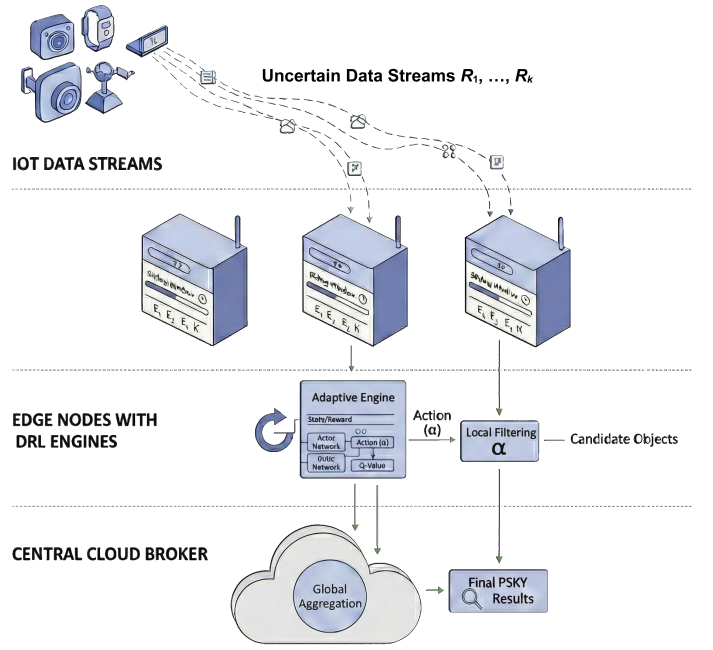 Uncertain Data Streams R₁, …, Rₖ
IOT DATA STREAMS
EDGE NODES WITH
DRL ENGINES
Adaptive Engine
State/Reward
Actor
Network
Action (α)
Network
Q-Value
Action
(α)
Local Filtering
α
Candidate Objects
CENTRAL CLOUD BROKER
Global
Aggregation
Final PSKY
Results